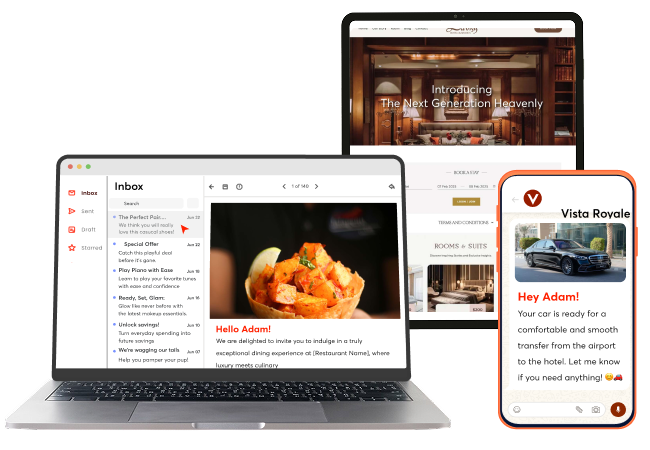 Introducing
The Next Generation Heavenly
BOOK A STAY
TERMS AND CONDITIONS
ROOMS & SUITS
Inbox
Sent
Draft
Starred
Inbox
Search
The Perfect Pair.... Jun 22
We think you will really
love this casucal shoes!
Special Offer Jun 22
Catch this playful deal
before it's gone.
Play Piano with Ease Jun 18
Learn to play your favorite tunes
with ease and confidence
Ready, Set, Glam: Jun 16
Glow like never before with
the latest makeup essentials.
Unlock savings! Jun 10
Turn everyday spending into
future savings
We're wagging our tails Jun 07
Help you pamper your pup!
1 of 140
Hello Adam!
We are delighted to invite you to indulge in a truly
exceptional dining experience at [Restaurant Name], where
luxury meets culinary
V
Vista Royale
Hey Adam!
Your car is ready for a
comfortable and smooth
transfer from the airport
to the hotel. Let me know
if you need anything! 😊🚗